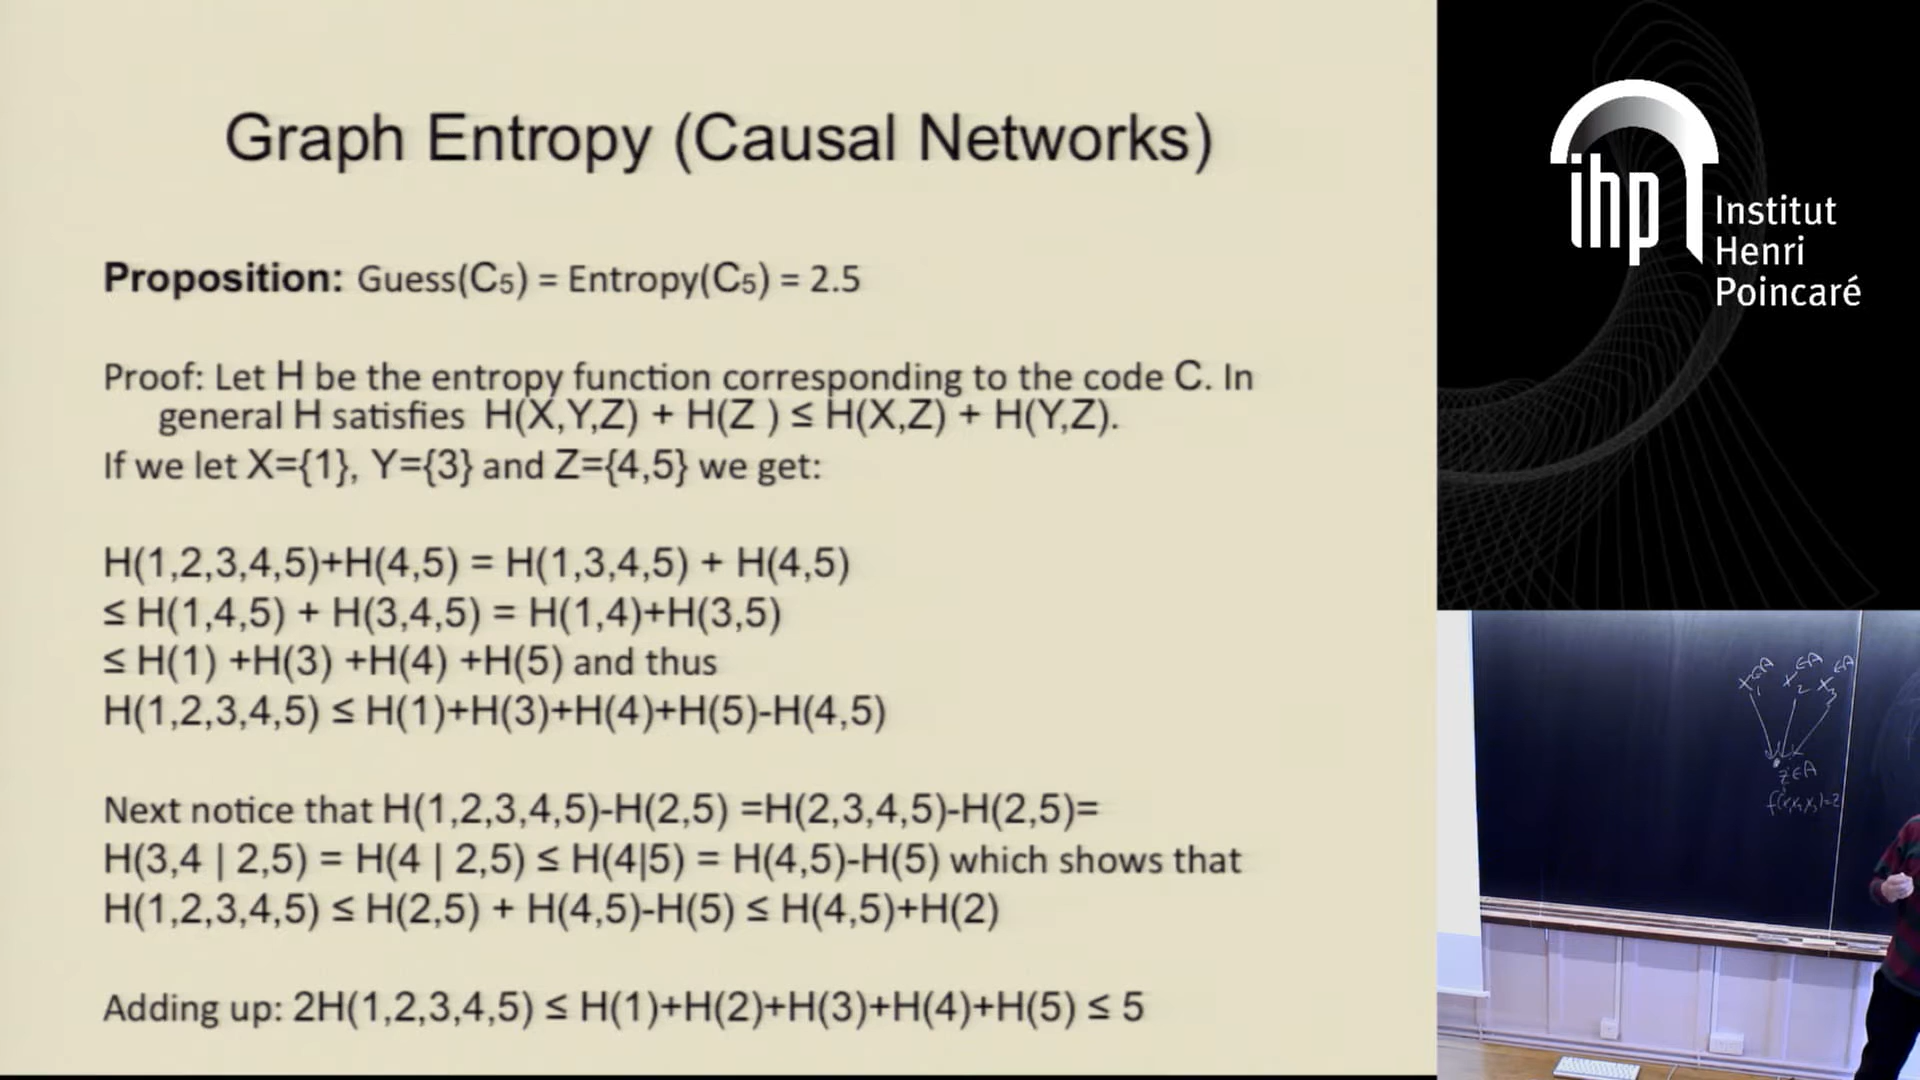 Graph Entropy (Causal Networks)
Proposition: Guess(C5) = Entropy(C5) = 2.5
Proof: Let H be the entropy function corresponding to the code C. In
general H satisfies H(X,Y,Z) + H(Z ) ≤ H(X,Z) + H(Y,Z).
If we let X={1}, Y={3} and Z={4,5} we get:
H(1,2,3,4,5)+H(4,5) = H(1,3,4,5) + H(4,5)
≤ H(1,4,5) + H(3,4,5) = H(1,4)+H(3,5)
≤ H(1) +H(3) +H(4) +H(5) and thus
H(1,2,3,4,5) ≤ H(1)+H(3)+H(4)+H(5)-H(4,5)
Next notice that H(1,2,3,4,5)-H(2,5) =H(2,3,4,5)-H(2,5)=
H(3,4 | 2,5) = H(4 | 2,5) ≤ H(4|5) = H(4,5)-H(5) which shows that
H(1,2,3,4,5) ≤ H(2,5) + H(4,5)-H(5) ≤ H(4,5)+H(2)
Adding up: 2H(1,2,3,4,5) ≤ H(1)+H(2)+H(3)+H(4)+H(5) ≤ 5
ihp
Institut
Henri
Poincaré
x1∈A x2∈A x3∈A
z∈A
f(x1,x2,x3)=z